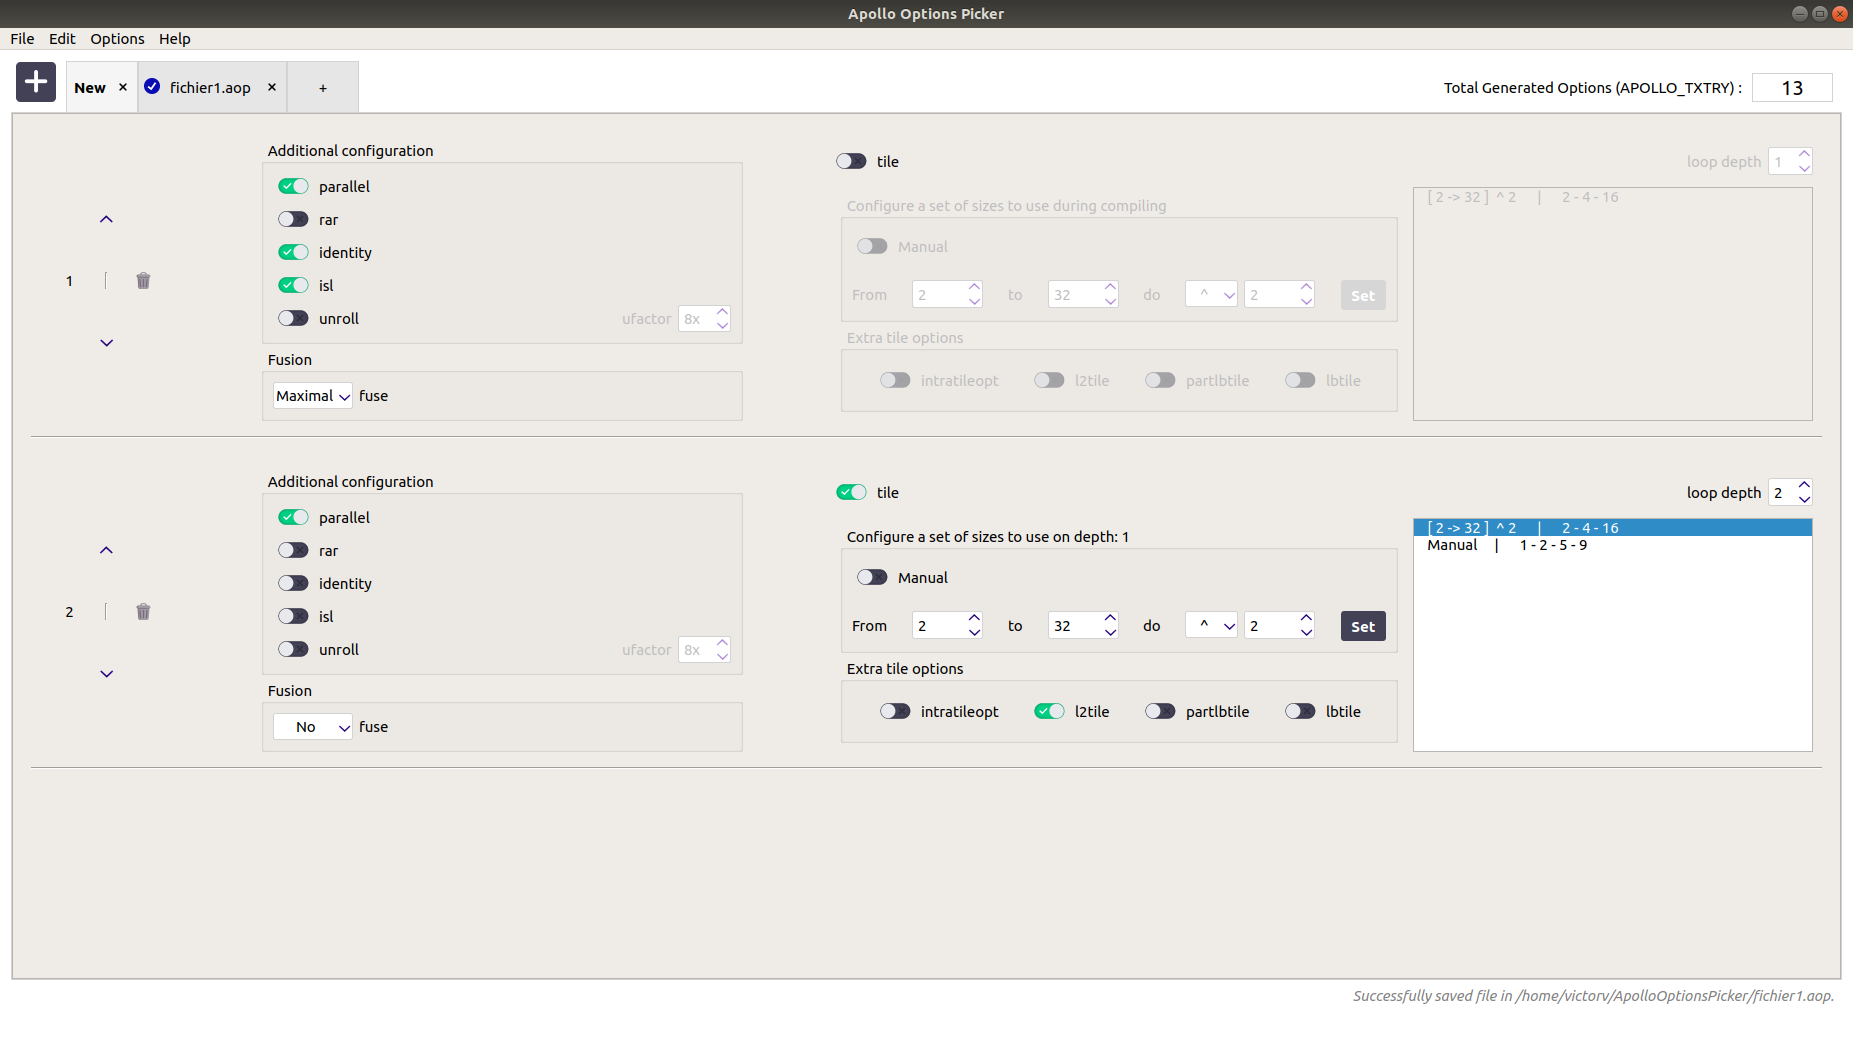 Apollo Options Picker
File Edit Options Help
New × fichier1.aop × +
Total Generated Options (APOLLO_TXTRY) : 13
Additional configuration
parallel
rar
identity
isl
unroll ufactor 8x
Fusion
Maximal fuse
1
tile
loop depth 1
Configure a set of sizes to use during compiling
Manual
From 2 to 32 do ^ 2 Set
Extra tile options
intratileopt l2tile partlbtile lbtile
[ 2 -> 32 ] ^ 2 | 2 - 4 - 16
Additional configuration
parallel
rar
identity
isl
unroll ufactor 8x
Fusion
No fuse
2
tile
loop depth 2
Configure a set of sizes to use on depth: 1
Manual
From 2 to 32 do ^ 2 Set
Extra tile options
intratileopt l2tile partlbtile lbtile
[ 2 -> 32 ] ^ 2 | 2 - 4 - 16
Manual | 1 - 2 - 5 - 9
Successfully saved file in /home/victorv/ApolloOptionsPicker/fichier1.aop.